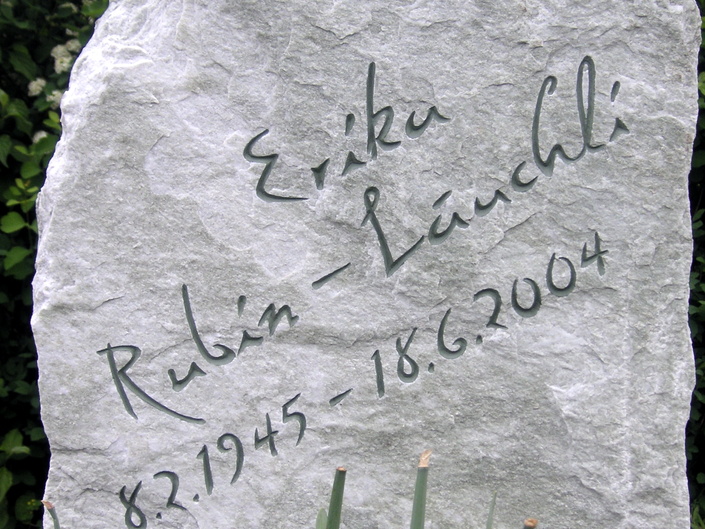 Erika
Rubin - Läuchli
8.2.1945 - 18.6.2004